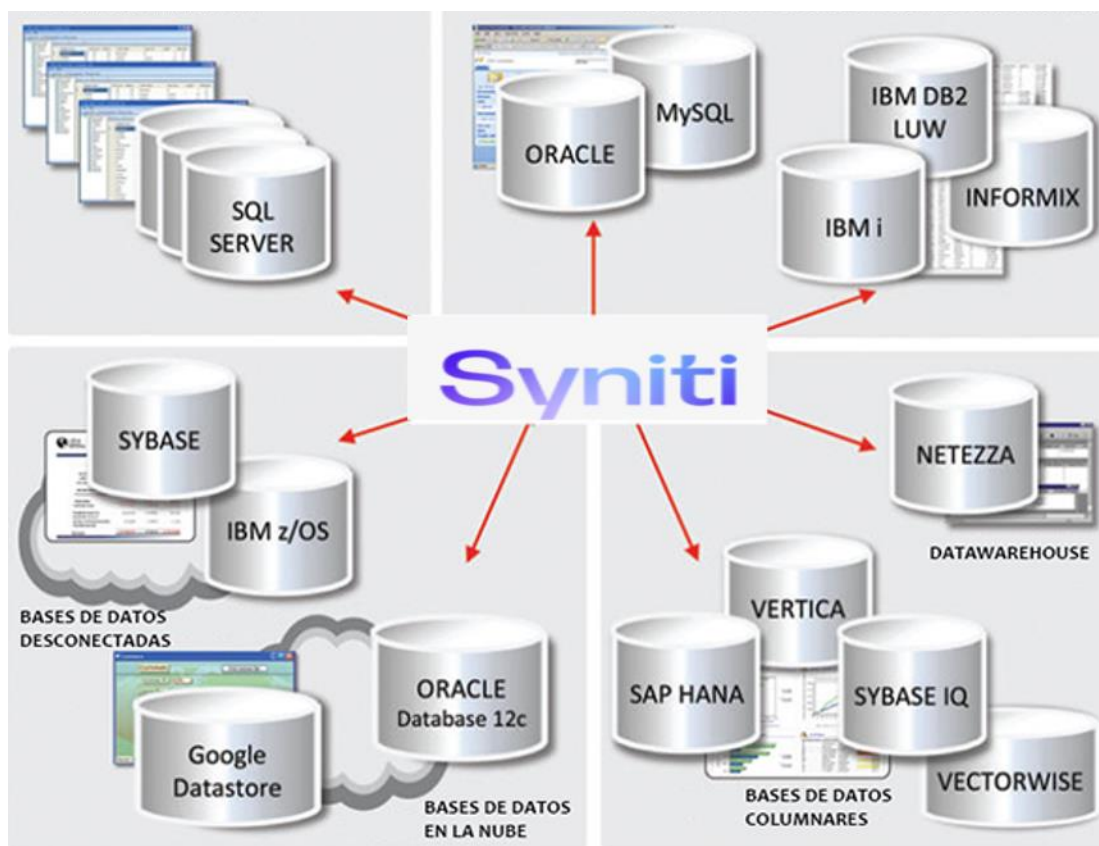 SQL
SERVER
ORACLE
MySQL
IBM DB2
LUW
IBM i
INFORMIX
Syniti
SYBASE
IBM z/OS
BASES DE DATOS
DESCONECTADAS
Google
Datastore
ORACLE
Database 12c
BASES DE DATOS
EN LA NUBE
NETEZZA
DATAWAREHOUSE
VERTICA
SAP HANA
SYBASE IQ
VECTORWISE
BASES DE DATOS
COLUMNARES